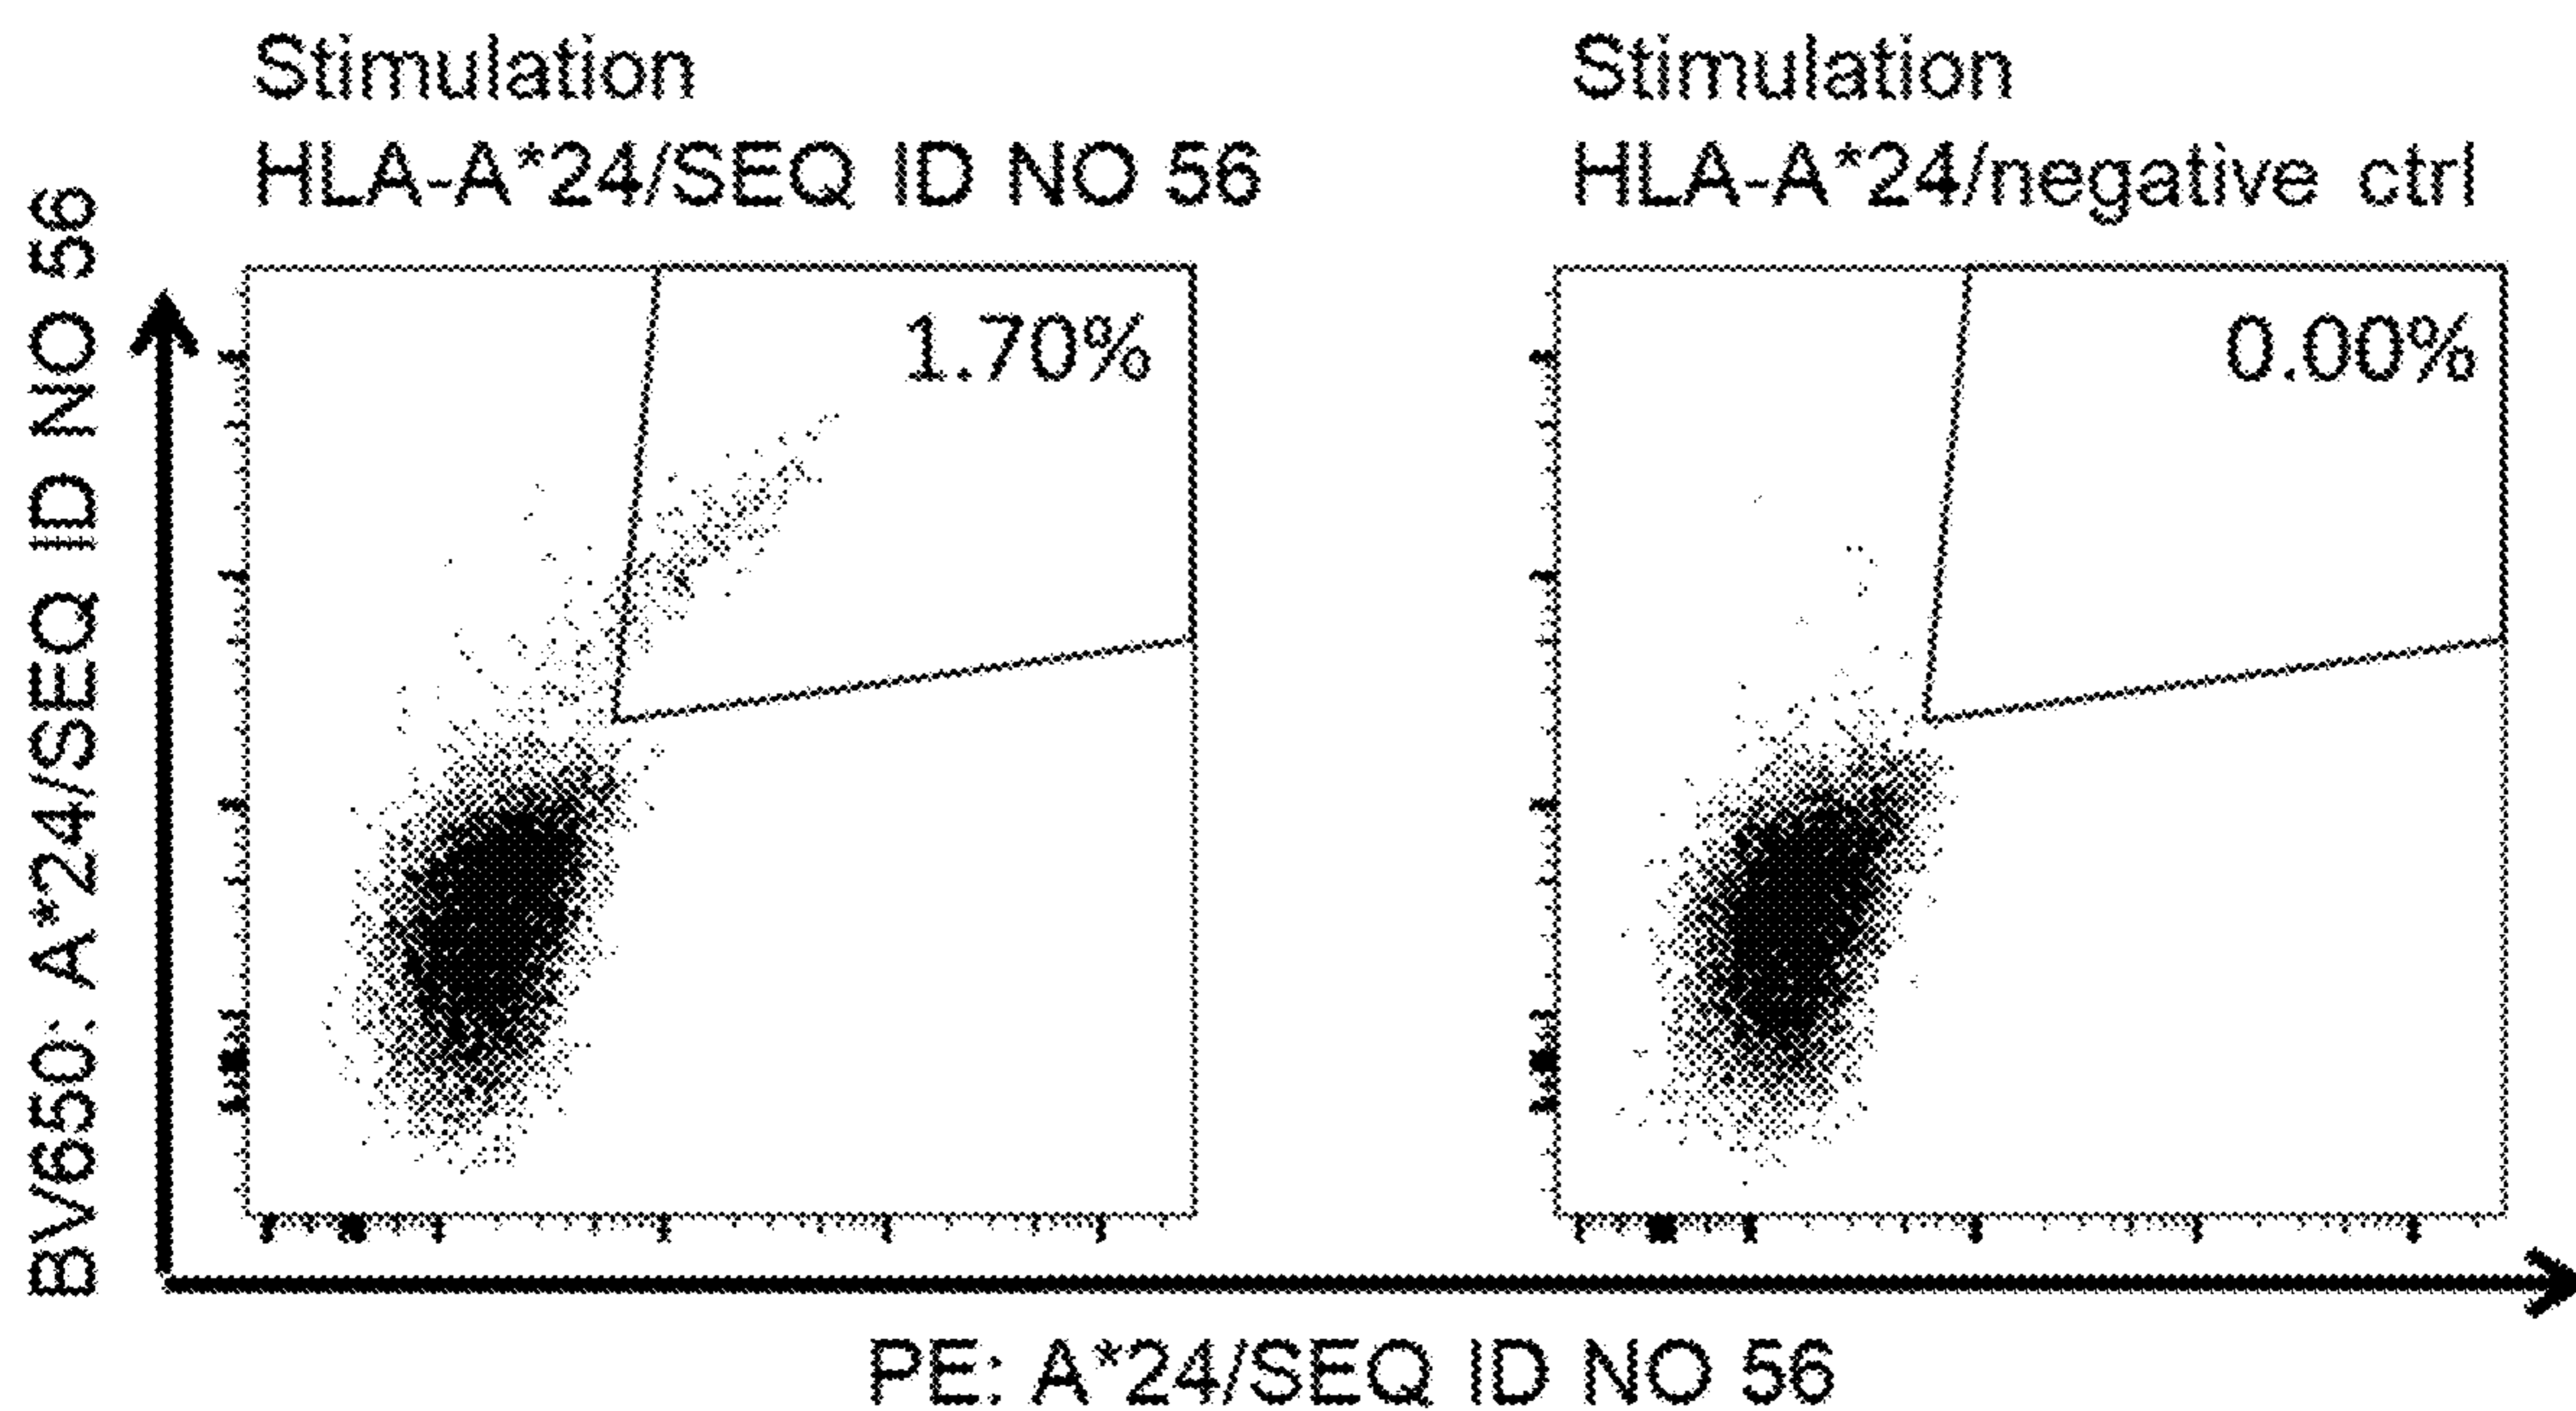 Stimulation
HLA-A*24/SEQ ID NO 56
Stimulation
HLA-A*24/negative ctrl
BV650: A*24/SEQ ID NO 56
1.70%
0.00%
PE: A*24/SEQ ID NO 56